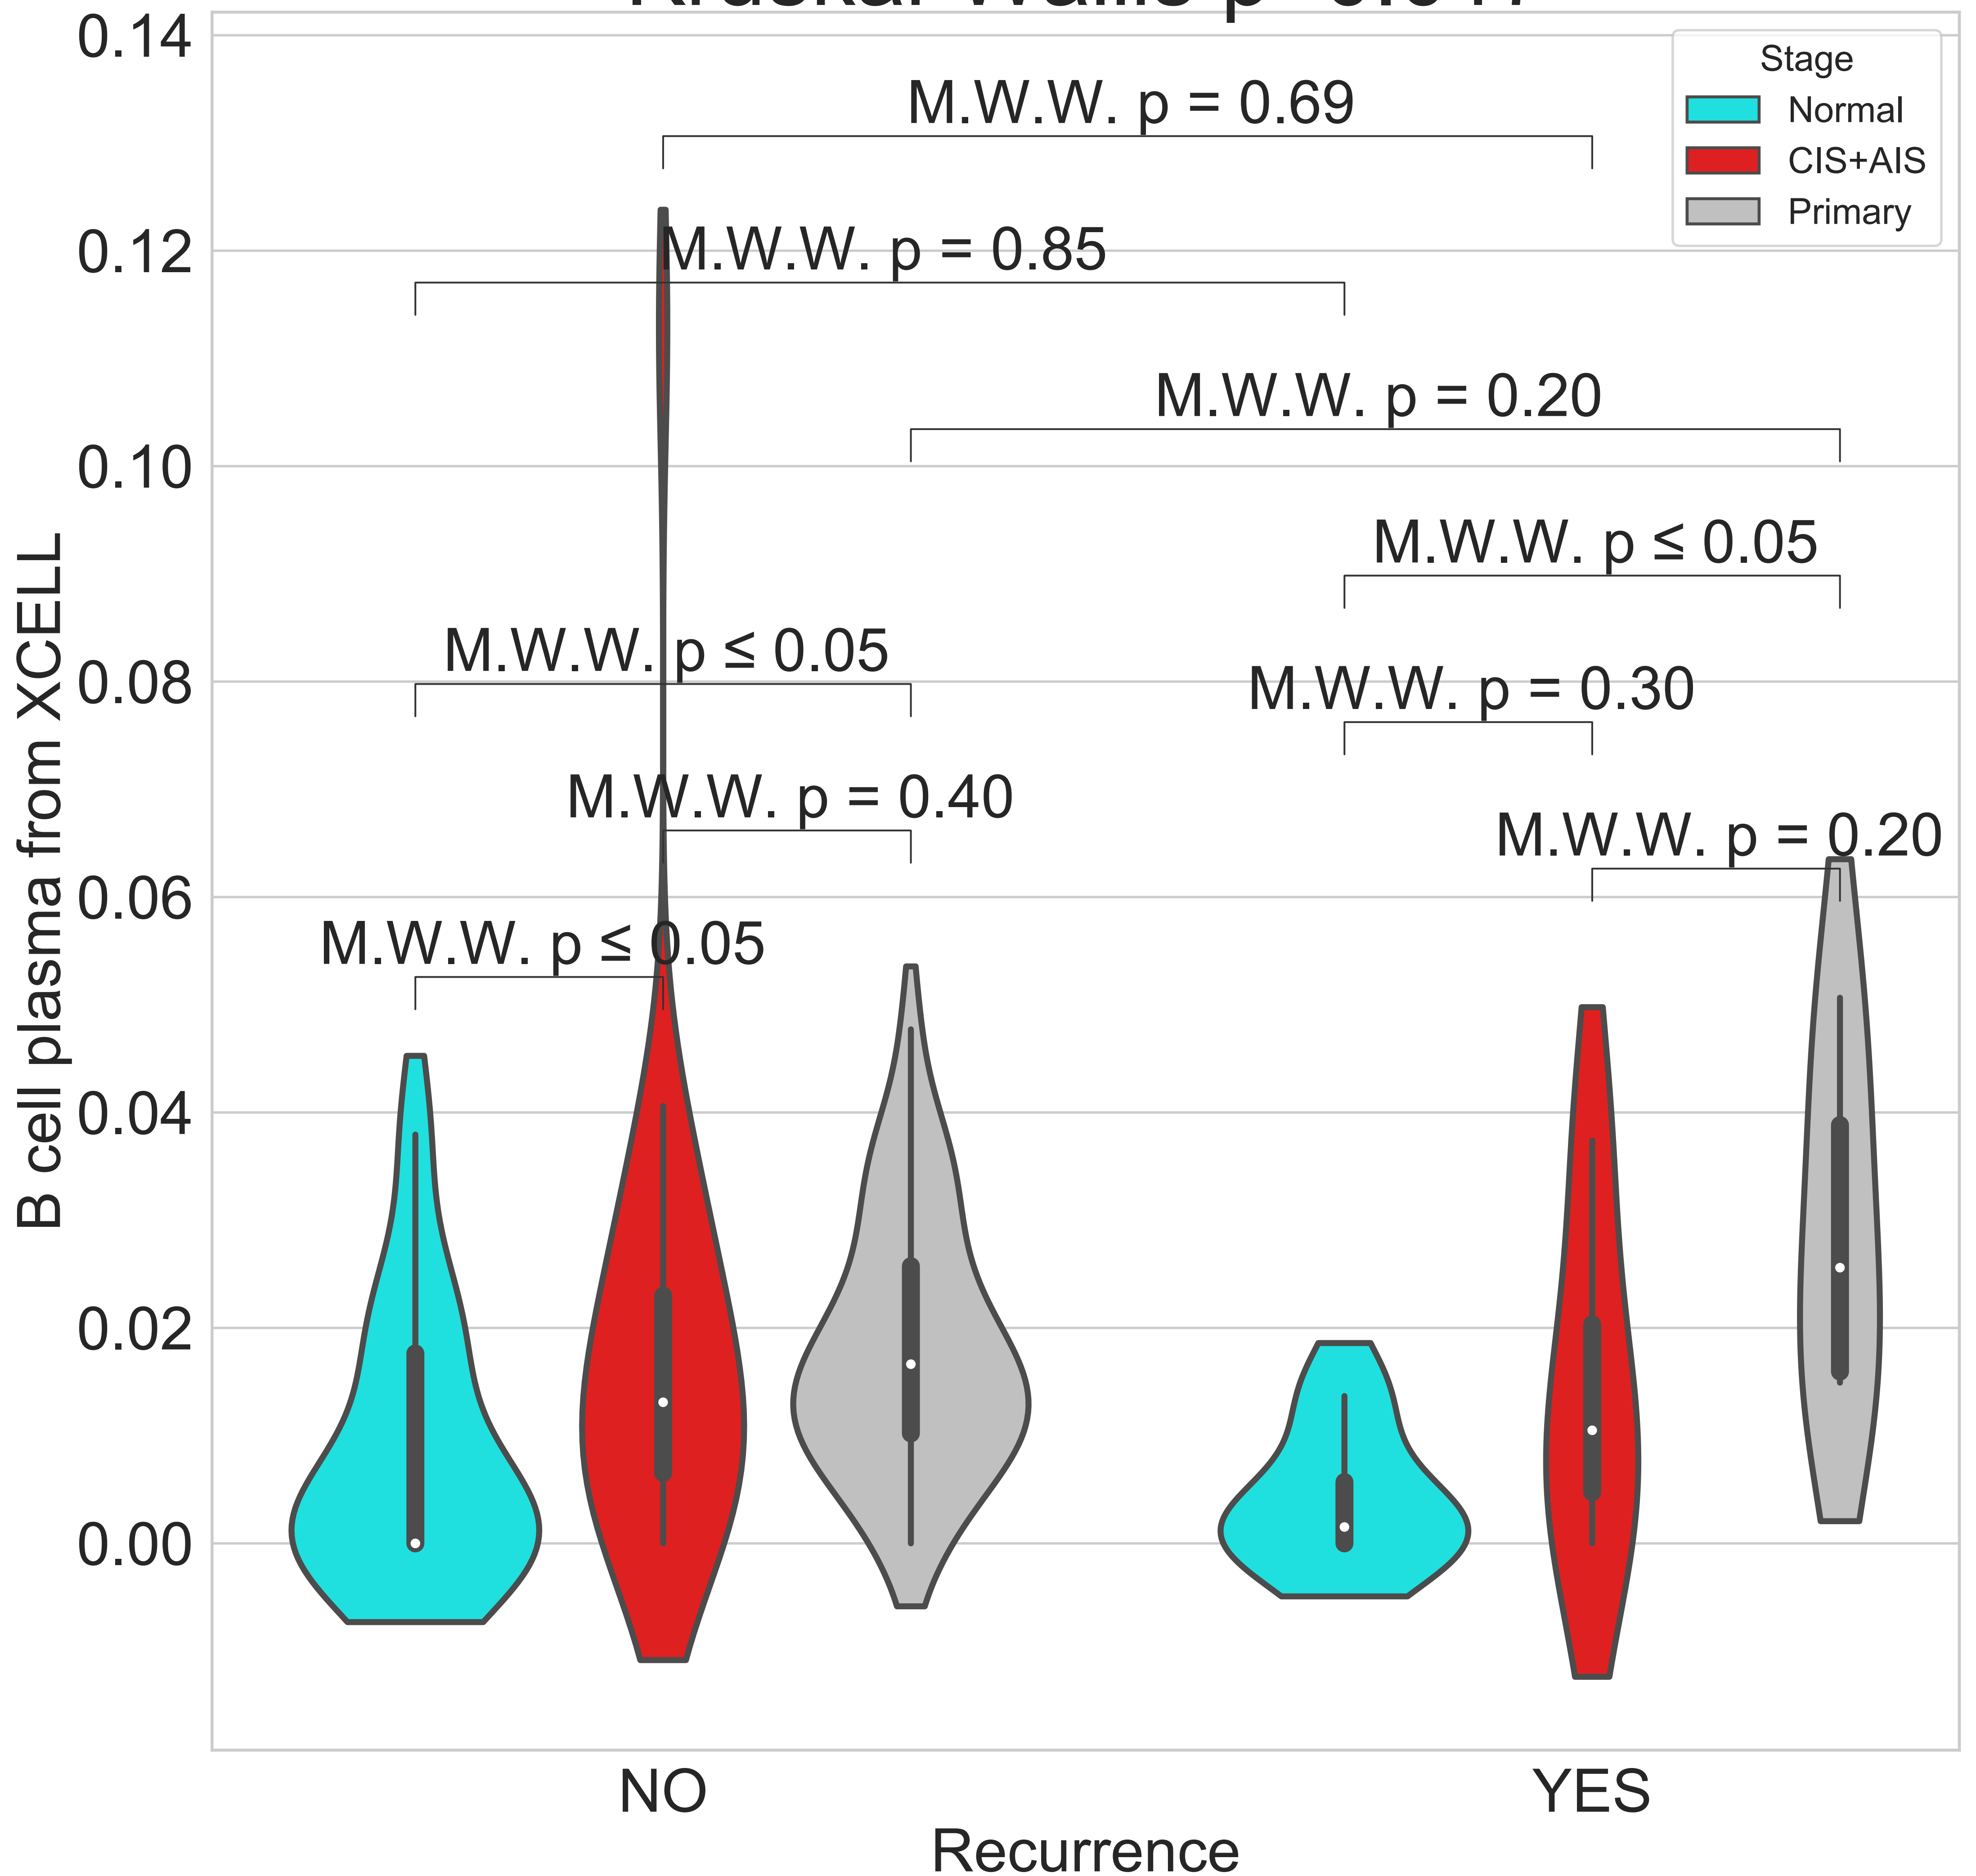 0.14
0.12
0.10
0.08
0.06
0.04
0.02
0.00
B cell plasma from XCELL
Stage
Normal
CIS+AIS
Primary
M.W.W. p = 0.69
M.W.W. p = 0.85
M.W.W. p = 0.20
M.W.W. p ≤ 0.05
M.W.W. p ≤ 0.05
M.W.W. p = 0.30
M.W.W. p = 0.40
M.W.W. p = 0.20
M.W.W. p ≤ 0.05
NO
YES
Recurrence